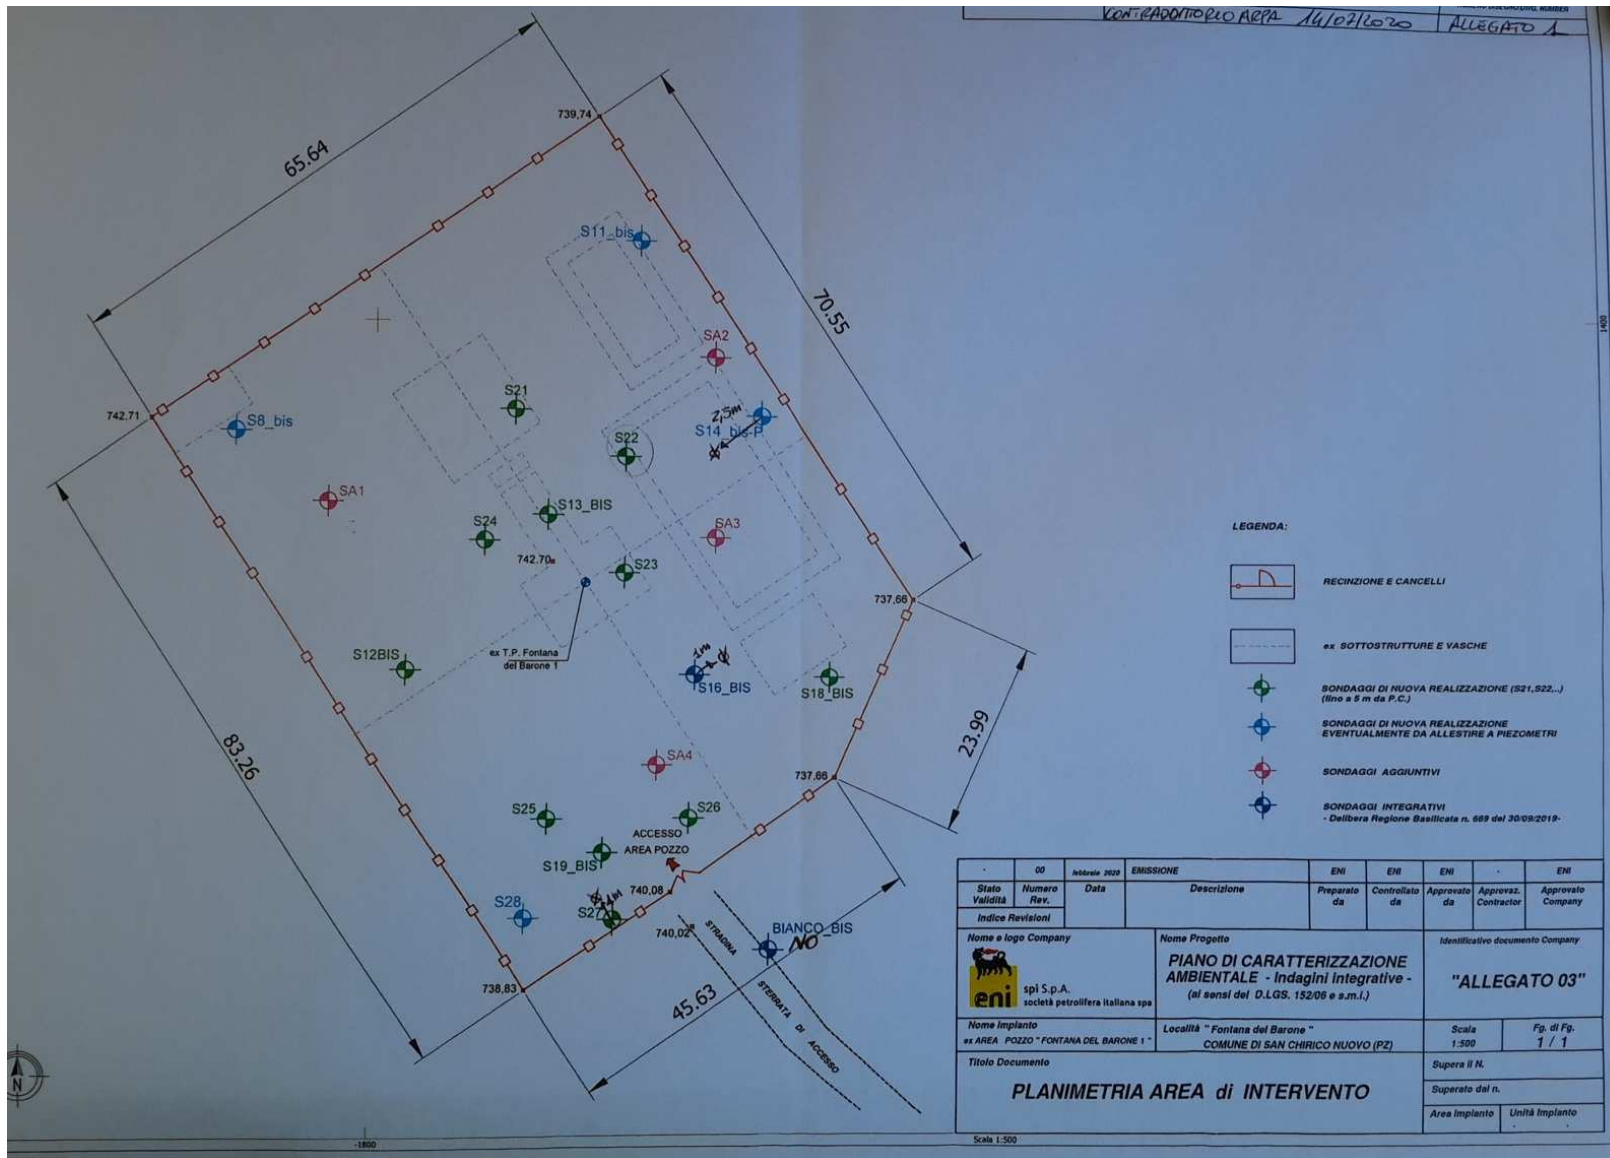 CONTRADDITORIO ARPA 14/07/2020
ALLEGATO 1
739,74
65.64
S11_bis
70.55
SA2
1400
742,71
S8_bis
S21
2,5m
S14_bis-P
S22
SA1
S13_BIS
S24
SA3
742.70
S23
737,66
ex T.P. Fontana
del Barone 1
S12BIS
1m
S16_BIS
S18_BIS
83.26
23.99
SA4
737,66
S25
S26
ACCESSO
AREA POZZO
S19_BIS
740,08
1m
S28
S27
740,02
BIANCO_BIS
NO
STRADINA
STERRATA DI ACCESSO
738,83
45.63
N
-1800
LEGENDA:
RECINZIONE E CANCELLI
ex SOTTOSTRUTTURE E VASCHE
SONDAGGI DI NUOVA REALIZZAZIONE (S21,S22,..)
(fino a 5 m da P.C.)
SONDAGGI DI NUOVA REALIZZAZIONE
EVENTUALMENTE DA ALLESTIRE A PIEZOMETRI
SONDAGGI AGGIUNTIVI
SONDAGGI INTEGRATIVI
- Delibera Regione Basilicata n. 669 del 30/09/2019-
00 febbraio 2020 EMISSIONE ENI ENI ENI ENI
Stato Validità
Numero Rev.
Data
Descrizione
Preparato da
Controllato da
Approvato da
Approvaz. Contractor
Approvato Company
Indice Revisioni
Nome e logo Company
eni
spi S.p.A.
società petrolifera italiana spa
Nome Progetto
PIANO DI CARATTERIZZAZIONE
AMBIENTALE - Indagini integrative -
(ai sensi del D.LGS. 152/06 e s.m.i.)
Identificativo documento Company
"ALLEGATO 03"
Nome Impianto
ex AREA POZZO " FONTANA DEL BARONE 1 "
Località " Fontana del Barone "
COMUNE DI SAN CHIRICO NUOVO (PZ)
Scala
1:500
Fg. di Fg.
1 / 1
Titolo Documento
PLANIMETRIA AREA di INTERVENTO
Supera il N.
Superato dal n.
Area Impianto
Unità Impianto
Scala 1:500